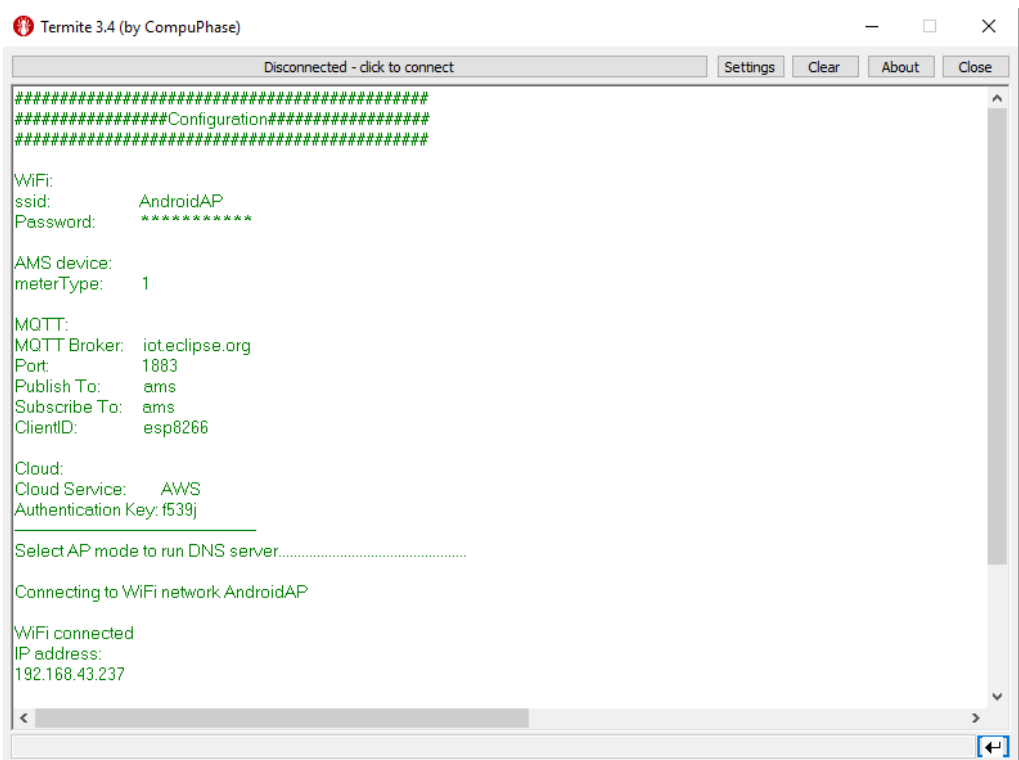 Termite 3.4 (by CompuPhase)
Disconnected - click to connect Settings Clear About Close
##############################################
#################Configuration##################
##############################################
WiFi:
ssid: AndroidAP
Password: ***********
AMS device:
meterType: 1
MQTT:
MQTT Broker: iot.eclipse.org
Port: 1883
Publish To: ams
Subscribe To: ams
ClientID: esp8266
Cloud:
Cloud Service: AWS
Authentication Key: f539j
Select AP mode to run DNS server.................................................
Connecting to WiFi network AndroidAP
WiFi connected
IP address:
192.168.43.237